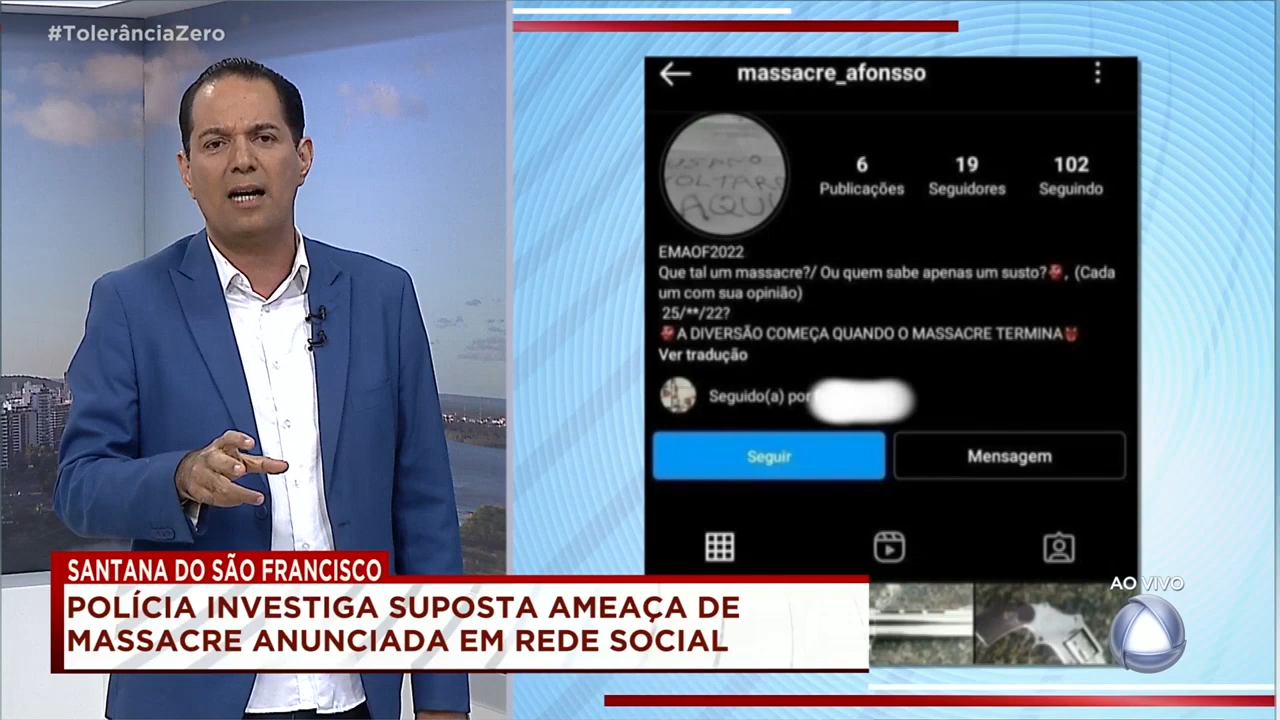 #TolerânciaZero
massacre_afonsso
6
Publicações
19
Seguidores
102
Seguindo
AQUI
EMAOF2022
Que tal um massacre?/ Ou quem sabe apenas um susto?👺, (Cada
um com sua opinião)
25/**/22?
👺A DIVERSÃO COMEÇA QUANDO O MASSACRE TERMINA👹
Ver tradução
Seguido(a) por
Seguir
Mensagem
SANTANA DO SÃO FRANCISCO
POLÍCIA INVESTIGA SUPOSTA AMEAÇA DE
MASSACRE ANUNCIADA EM REDE SOCIAL
AO VIVO